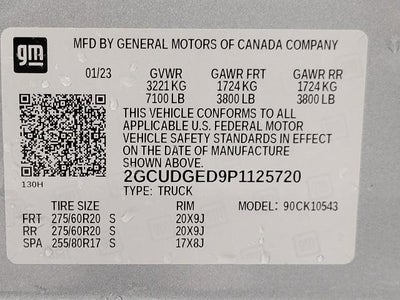 gm
MFD BY GENERAL MOTORS OF CANADA COMPANY
01/23 GVWR GAWR FRT GAWR RR
3221 KG 1724 KG 1724 KG
7100 LB 3800 LB 3800 LB
THIS VEHICLE CONFORMS TO ALL
APPLICABLE U.S. FEDERAL MOTOR
VEHICLE SAFETY STANDARDS IN EFFECT
ON THE DATE OF MANUFACTURE
SHOWN ABOVE.
130H
2GCUDGED9P1125720
TYPE: TRUCK MODEL: 90CK10543
TIRE SIZE RIM
FRT 275/60R20 S 20X9J
RR 275/60R20 S 20X9J
SPA 255/80R17 S 17X8J